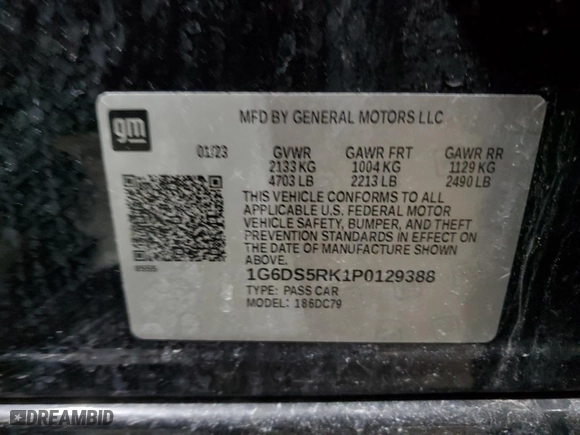 gm
MFD BY GENERAL MOTORS LLC
01/23 GVWR GAWR FRT GAWR RR
2133 KG 1004 KG 1129 KG
4703 LB 2213 LB 2490 LB
THIS VEHICLE CONFORMS TO ALL
APPLICABLE U.S. FEDERAL MOTOR
VEHICLE SAFETY, BUMPER, AND THEFT
PREVENTION STANDARDS IN EFFECT ON
THE DATE OF MANUFACTURE SHOWN
ABOVE.
1G6DS5RK1P0129388
TYPE: PASS CAR
MODEL: 186DC79
DREAMBID